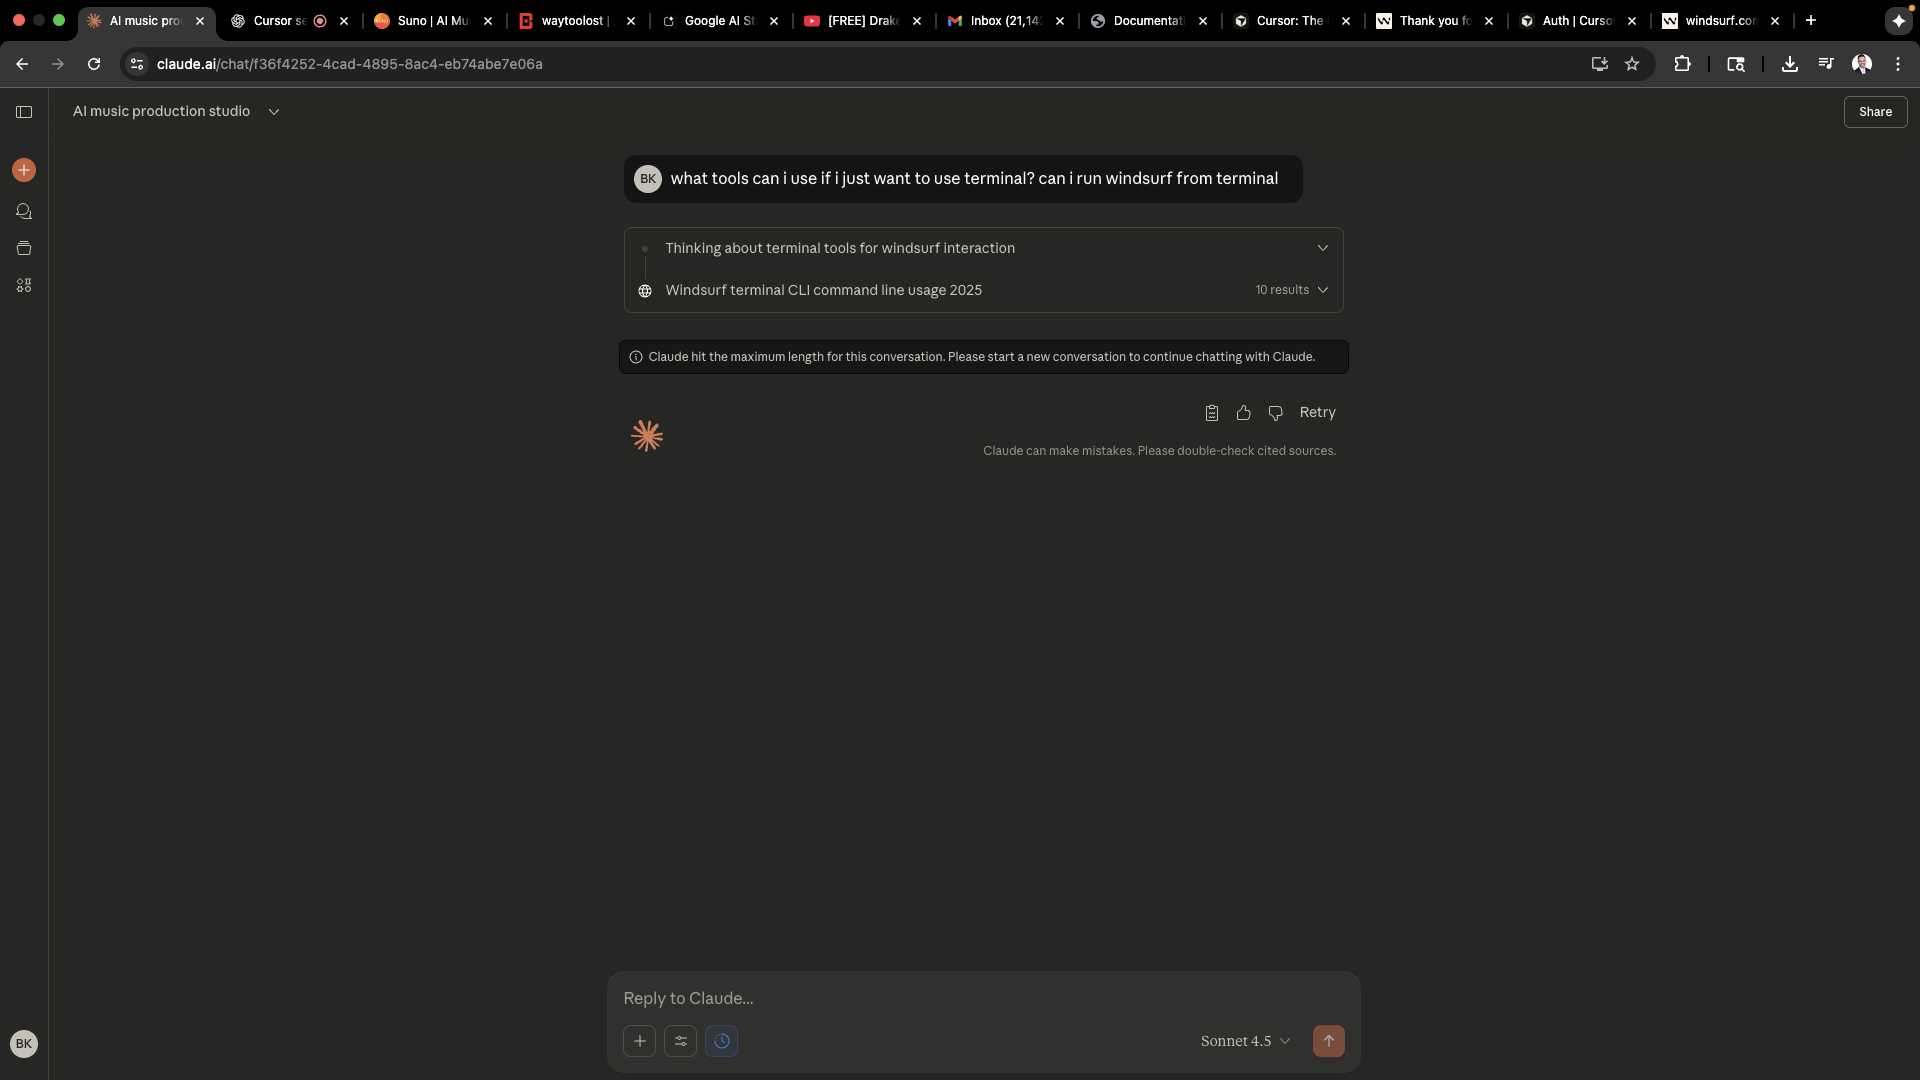 AI music pro
Cursor se
Suno | AI Mu
waytoolost |
Google AI St
[FREE] Drake
Inbox (21,142
Documentati
Cursor: The
Thank you fo
Auth | Curso
windsurf.com
claude.ai/chat/f36f4252-4cad-4895-8ac4-eb74abe7e06a
AI music production studio
Share
BK
what tools can i use if i just want to use terminal? can i run windsurf from terminal
Thinking about terminal tools for windsurf interaction
Windsurf terminal CLI command line usage 2025
10 results
Claude hit the maximum length for this conversation. Please start a new conversation to continue chatting with Claude.
Retry
Claude can make mistakes. Please double-check cited sources.
Reply to Claude...
Sonnet 4.5
BK